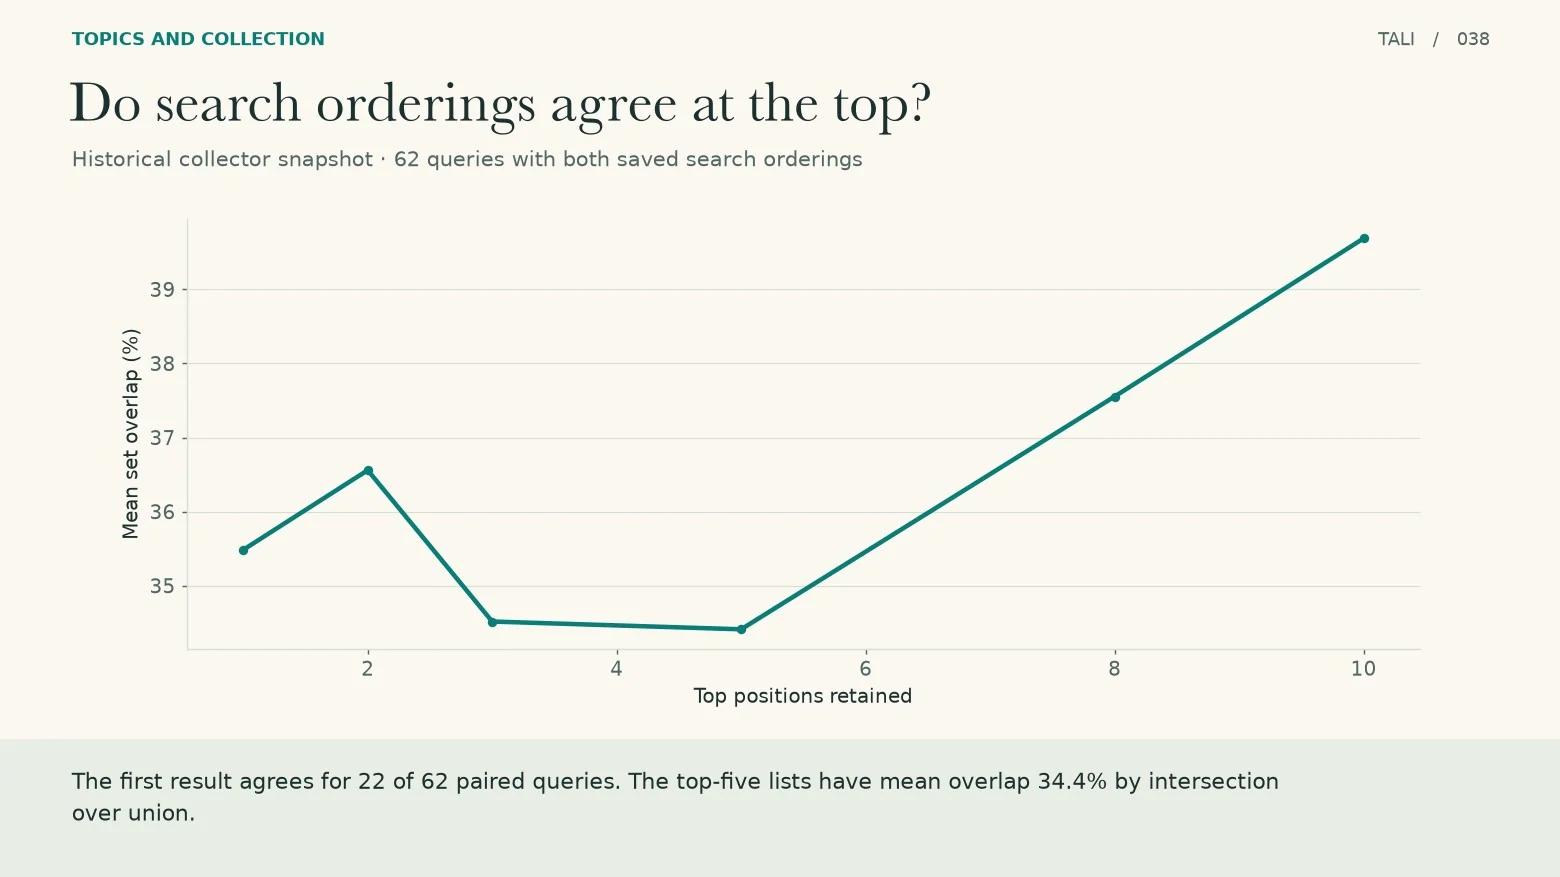 TOPICS AND COLLECTION
TALI / 038
Do search orderings agree at the top?
Historical collector snapshot · 62 queries with both saved search orderings
39
38
37
36
35
Mean set overlap (%)
2 4 6 8 10
Top positions retained
The first result agrees for 22 of 62 paired queries. The top-five lists have mean overlap 34.4% by intersection
over union.